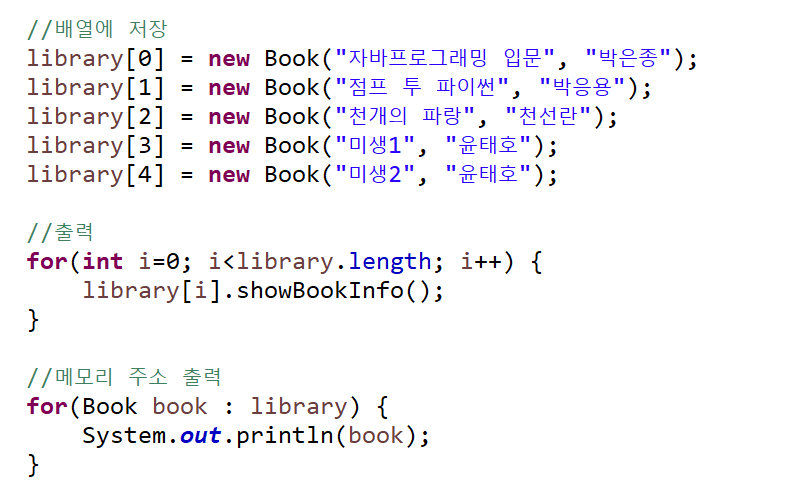 //배열에 저장
library[0] = new Book("자바프로그래밍 입문", "박은종");
library[1] = new Book("점프 투 파이썬", "박응용");
library[2] = new Book("천개의 파랑", "천선란");
library[3] = new Book("미생1", "윤태호");
library[4] = new Book("미생2", "윤태호");
//출력
for(int i=0; i<library.length; i++) {
    library[i].showBookInfo();
}
//메모리 주소 출력
for(Book book : library) {
    System.out.println(book);
}